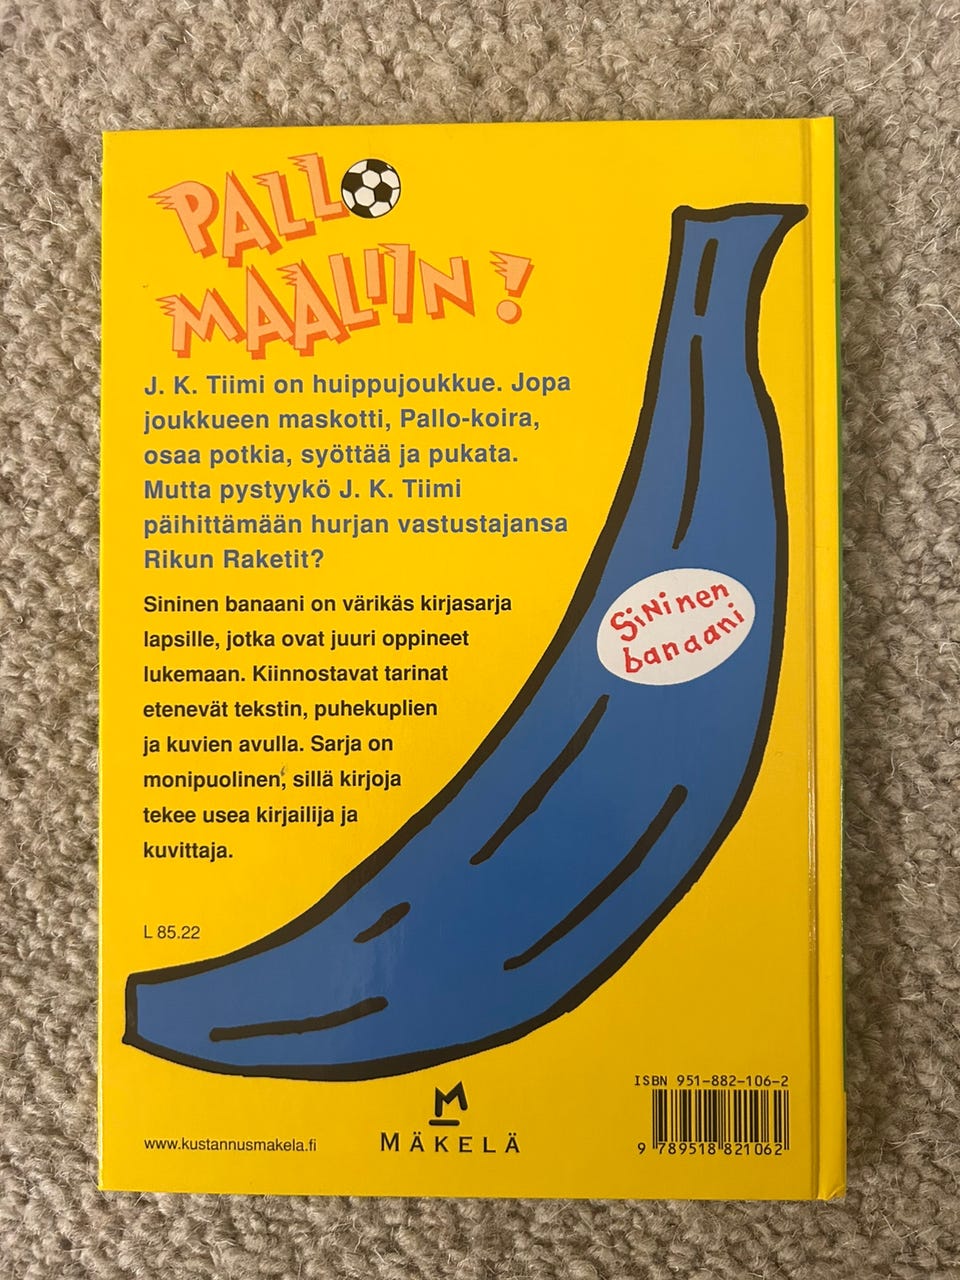 PALLO
MAALIIN!
J. K. Tiimi on huippujoukkue. Jopa
joukkueen maskotti, Pallo-koira,
osaa potkia, syöttää ja pukata.
Mutta pystyykö J. K. Tiimi
päihittämään hurjan vastustajansa
Rikun Raketit?
Sininen banaani on värikäs kirjasarja
lapsille, jotka ovat juuri oppineet
lukemaan. Kiinnostavat tarinat
etenevät tekstin, puhekuplien
ja kuvien avulla. Sarja on
monipuolinen, sillä kirjoja
tekee usea kirjailija ja
kuvittaja.
SiNinen
banaani
L 85.22
www.kustannusmakela.fi
M
MÄKELÄ
ISBN 951-882-106-2
9 789518 821062